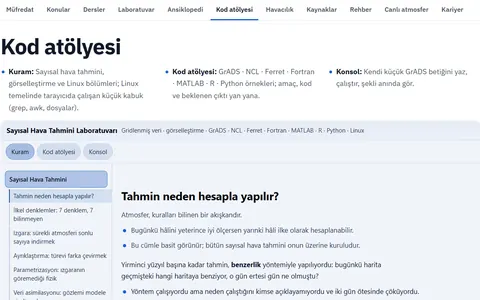 Müfredat Konular Dersler Laboratuvar Ansiklopedi Kod atölyesi Havacılık Kaynaklar Rehber Canlı atmosfer Kariyer
Kod atölyesi
Kuram: Sayısal hava tahmini,
görselleştirme ve Linux bölümleri; Linux
temelinde tarayıcıda çalışan küçük kabuk
(grep, awk, dosyalar).
Kod atölyesi: GrADS · NCL · Ferret · Fortran
· MATLAB · R · Python örnekleri; amaç, kod
ve beklenen çıktı yan yana.
Konsol: Kendi küçük GrADS betiğini yaz,
çalıştır, şekli anında gör.
Sayısal Hava Tahmini Laboratuvarı Gridlenmiş veri · görselleştirme · GrADS · NCL · Ferret · Fortran · MATLAB · R · Python · Linux
Kuram Kod atölyesi Konsol
Sayısal Hava Tahmini
Tahmin neden hesapla yapılır?
İlkel denklemler: 7 denklem, 7
bilinmeyen
Izgara: sürekli atmosferi sonlu
sayıya indirmek
Ayrıklaştırma: türevi farka çevirmek
Parametrizasyon: ızgaranın
göremediği fizik
Veri asimilasyonu: gözlemi modele
Tahmin neden hesapla yapılır?
Atmosfer, kuralları bilinen bir akışkandır.
Bugünkü hâlini yeterince iyi ölçersen yarınki hâli ilke olarak hesaplanabilir.
Bu cümle basit görünür; bütün sayısal hava tahmini onun üzerine kuruludur.
Yirminci yüzyıl başına kadar tahmin, benzerlik yöntemiyle yapılıyordu: bugünkü harita
geçmişteki hangi haritaya benziyor, o gün ertesi gün ne olmuştu?
Yöntem çalışıyordu ama neden çalıştığını kimse açıklayamıyordu ve iki gün ötesinde çöküyordu.